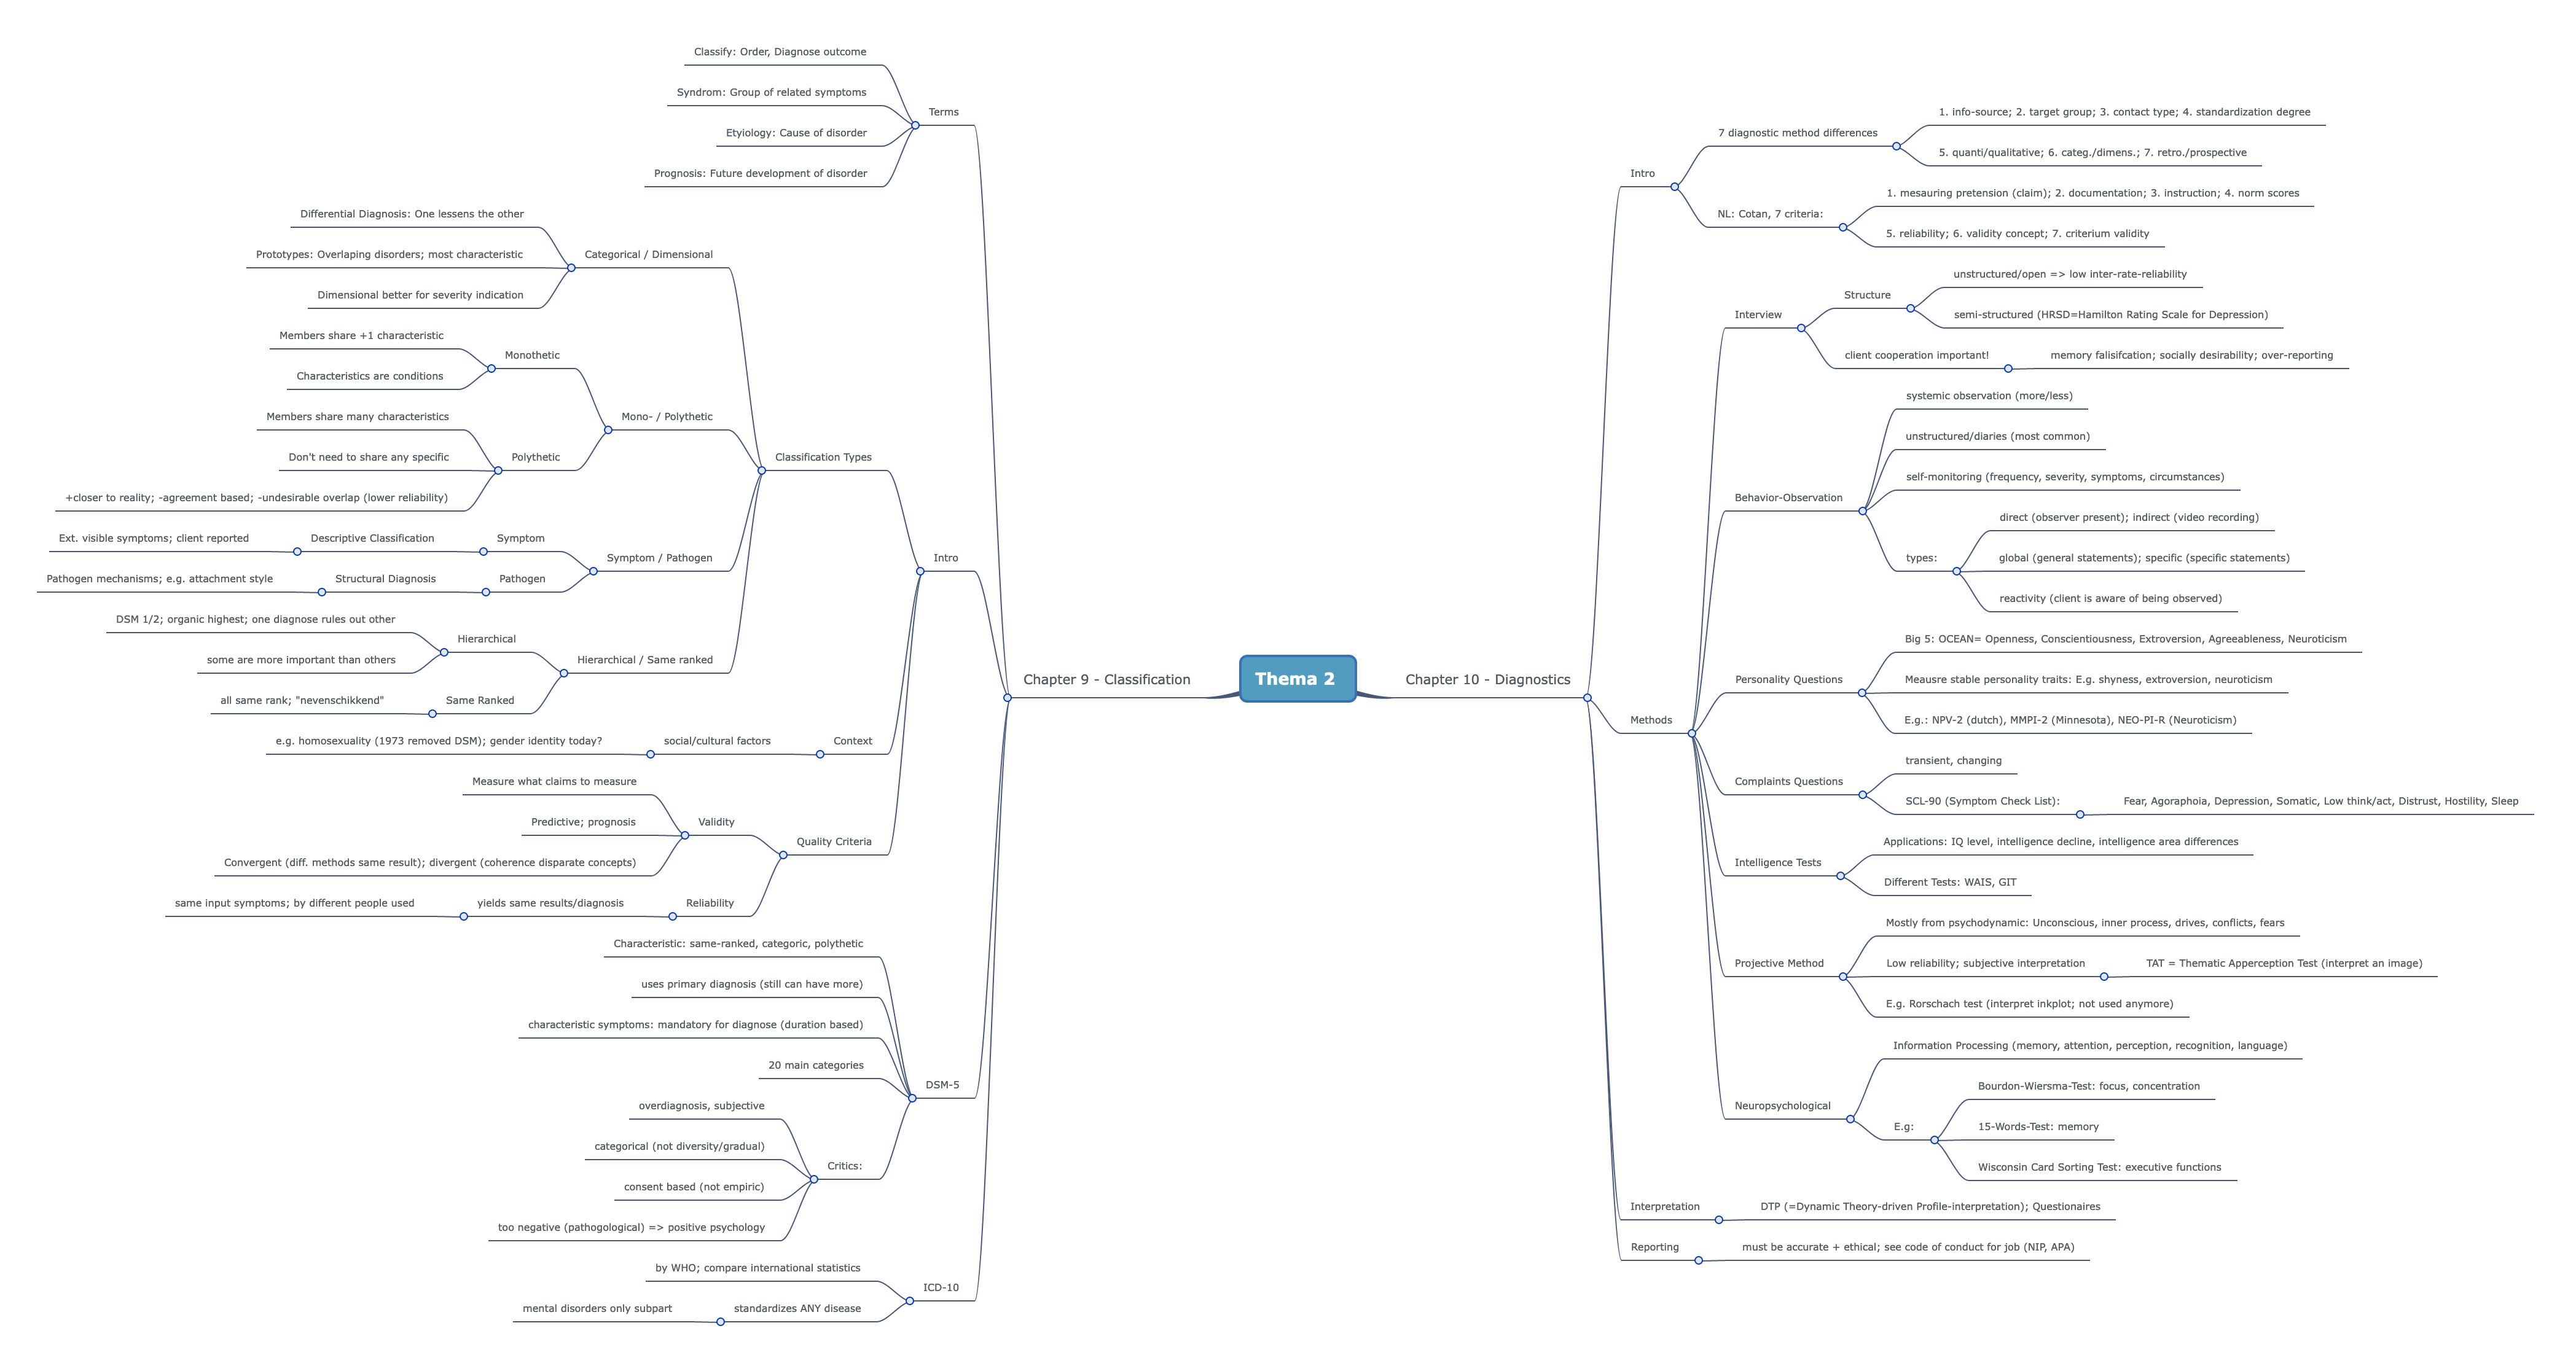 Thema 2
Chapter 9 - Classification
Terms
Classify: Order, Diagnose outcome
Syndrom: Group of related symptoms
Etyiology: Cause of disorder
Prognosis: Future development of disorder
Intro
Classification Types
Categorical / Dimensional
Differential Diagnosis: One lessens the other
Prototypes: Overlaping disorders; most characteristic
Dimensional better for severity indication
Mono- / Polythetic
Monothetic
Members share +1 characteristic
Characteristics are conditions
Polythetic
Members share many characteristics
Don't need to share any specific
+closer to reality; -agreement based; -undesirable overlap (lower reliability)
Symptom / Pathogen
Symptom
Descriptive Classification
Ext. visible symptoms; client reported
Pathogen
Structural Diagnosis
Pathogen mechanisms; e.g. attachment style
Hierarchical / Same ranked
Hierarchical
DSM 1/2; organic highest; one diagnose rules out other
some are more important than others
Same Ranked
all same rank; "nevenschikkend"
Context
social/cultural factors
e.g. homosexuality (1973 removed DSM); gender identity today?
Quality Criteria
Validity
Measure what claims to measure
Predictive; prognosis
Convergent (diff. methods same result); divergent (coherence disparate concepts)
Reliability
yields same results/diagnosis
same input symptoms; by different people used
DSM-5
Characteristic: same-ranked, categoric, polythetic
uses primary diagnosis (still can have more)
characteristic symptoms: mandatory for diagnose (duration based)
20 main categories
Critics:
overdiagnosis, subjective
categorical (not diversity/gradual)
consent based (not empiric)
too negative (pathogological) => positive psychology
ICD-10
by WHO; compare international statistics
standardizes ANY disease
mental disorders only subpart
Chapter 10 - Diagnostics
Intro
7 diagnostic method differences
1. info-source; 2. target group; 3. contact type; 4. standardization degree
5. quanti/qualitative; 6. categ./dimens.; 7. retro./prospective
NL: Cotan, 7 criteria:
1. mesauring pretension (claim); 2. documentation; 3. instruction; 4. norm scores
5. reliability; 6. validity concept; 7. criterium validity
Methods
Interview
Structure
unstructured/open => low inter-rate-reliability
semi-structured (HRSD=Hamilton Rating Scale for Depression)
client cooperation important!
memory falisifcation; socially desirability; over-reporting
Behavior-Observation
systemic observation (more/less)
unstructured/diaries (most common)
self-monitoring (frequency, severity, symptoms, circumstances)
types:
direct (observer present); indirect (video recording)
global (general statements); specific (specific statements)
reactivity (client is aware of being observed)
Personality Questions
Big 5: OCEAN= Openness, Conscientiousness, Extroversion, Agreeableness, Neuroticism
Meausre stable personality traits: E.g. shyness, extroversion, neuroticism
E.g.: NPV-2 (dutch), MMPI-2 (Minnesota), NEO-PI-R (Neuroticism)
Complaints Questions
transient, changing
SCL-90 (Symptom Check List):
Fear, Agoraphoia, Depression, Somatic, Low think/act, Distrust, Hostility, Sleep
Intelligence Tests
Applications: IQ level, intelligence decline, intelligence area differences
Different Tests: WAIS, GIT
Projective Method
Mostly from psychodynamic: Unconscious, inner process, drives, conflicts, fears
Low reliability; subjective interpretation
TAT = Thematic Apperception Test (interpret an image)
E.g. Rorschach test (interpret inkplot; not used anymore)
Neuropsychological
Information Processing (memory, attention, perception, recognition, language)
E.g:
Bourdon-Wiersma-Test: focus, concentration
15-Words-Test: memory
Wisconsin Card Sorting Test: executive functions
Interpretation
DTP (=Dynamic Theory-driven Profile-interpretation); Questionaires
Reporting
must be accurate + ethical; see code of conduct for job (NIP, APA)